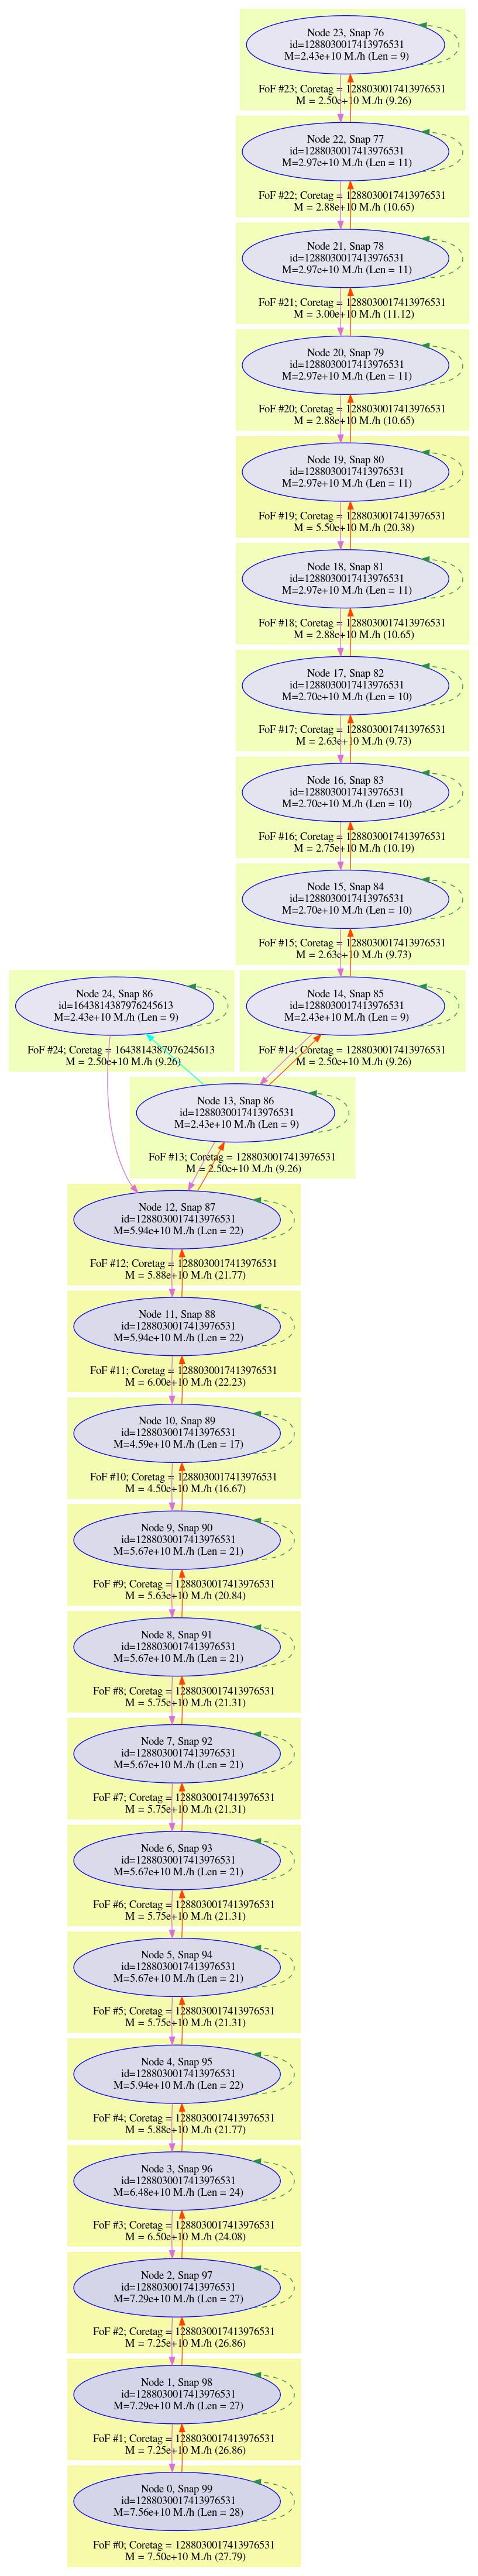 Node 23, Snap 76
id=1288030017413976531
M=2.43e+10 M./h (Len = 9)
FoF #23; Coretag = 1288030017413976531
M = 2.50e+10 M./h (9.26)
Node 22, Snap 77
id=1288030017413976531
M=2.97e+10 M./h (Len = 11)
FoF #22; Coretag = 1288030017413976531
M = 2.88e+10 M./h (10.65)
Node 21, Snap 78
id=1288030017413976531
M=2.97e+10 M./h (Len = 11)
FoF #21; Coretag = 1288030017413976531
M = 3.00e+10 M./h (11.12)
Node 20, Snap 79
id=1288030017413976531
M=2.97e+10 M./h (Len = 11)
FoF #20; Coretag = 1288030017413976531
M = 2.88e+10 M./h (10.65)
Node 19, Snap 80
id=1288030017413976531
M=2.97e+10 M./h (Len = 11)
FoF #19; Coretag = 1288030017413976531
M = 5.50e+10 M./h (20.38)
Node 18, Snap 81
id=1288030017413976531
M=2.97e+10 M./h (Len = 11)
FoF #18; Coretag = 1288030017413976531
M = 2.88e+10 M./h (10.65)
Node 17, Snap 82
id=1288030017413976531
M=2.70e+10 M./h (Len = 10)
FoF #17; Coretag = 1288030017413976531
M = 2.63e+10 M./h (9.73)
Node 16, Snap 83
id=1288030017413976531
M=2.70e+10 M./h (Len = 10)
FoF #16; Coretag = 1288030017413976531
M = 2.75e+10 M./h (10.19)
Node 15, Snap 84
id=1288030017413976531
M=2.70e+10 M./h (Len = 10)
FoF #15; Coretag = 1288030017413976531
M = 2.63e+10 M./h (9.73)
Node 24, Snap 86
id=1643814387976245613
M=2.43e+10 M./h (Len = 9)
FoF #24; Coretag = 1643814387976245613
M = 2.50e+10 M./h (9.26)
Node 14, Snap 85
id=1288030017413976531
M=2.43e+10 M./h (Len = 9)
FoF #14; Coretag = 1288030017413976531
M = 2.50e+10 M./h (9.26)
Node 13, Snap 86
id=1288030017413976531
M=2.43e+10 M./h (Len = 9)
FoF #13; Coretag = 1288030017413976531
M = 2.50e+10 M./h (9.26)
Node 12, Snap 87
id=1288030017413976531
M=5.94e+10 M./h (Len = 22)
FoF #12; Coretag = 1288030017413976531
M = 5.88e+10 M./h (21.77)
Node 11, Snap 88
id=1288030017413976531
M=5.94e+10 M./h (Len = 22)
FoF #11; Coretag = 1288030017413976531
M = 6.00e+10 M./h (22.23)
Node 10, Snap 89
id=1288030017413976531
M=4.59e+10 M./h (Len = 17)
FoF #10; Coretag = 1288030017413976531
M = 4.50e+10 M./h (16.67)
Node 9, Snap 90
id=1288030017413976531
M=5.67e+10 M./h (Len = 21)
FoF #9; Coretag = 1288030017413976531
M = 5.63e+10 M./h (20.84)
Node 8, Snap 91
id=1288030017413976531
M=5.67e+10 M./h (Len = 21)
FoF #8; Coretag = 1288030017413976531
M = 5.75e+10 M./h (21.31)
Node 7, Snap 92
id=1288030017413976531
M=5.67e+10 M./h (Len = 21)
FoF #7; Coretag = 1288030017413976531
M = 5.75e+10 M./h (21.31)
Node 6, Snap 93
id=1288030017413976531
M=5.67e+10 M./h (Len = 21)
FoF #6; Coretag = 1288030017413976531
M = 5.75e+10 M./h (21.31)
Node 5, Snap 94
id=1288030017413976531
M=5.67e+10 M./h (Len = 21)
FoF #5; Coretag = 1288030017413976531
M = 5.75e+10 M./h (21.31)
Node 4, Snap 95
id=1288030017413976531
M=5.94e+10 M./h (Len = 22)
FoF #4; Coretag = 1288030017413976531
M = 5.88e+10 M./h (21.77)
Node 3, Snap 96
id=1288030017413976531
M=6.48e+10 M./h (Len = 24)
FoF #3; Coretag = 1288030017413976531
M = 6.50e+10 M./h (24.08)
Node 2, Snap 97
id=1288030017413976531
M=7.29e+10 M./h (Len = 27)
FoF #2; Coretag = 1288030017413976531
M = 7.25e+10 M./h (26.86)
Node 1, Snap 98
id=1288030017413976531
M=7.29e+10 M./h (Len = 27)
FoF #1; Coretag = 1288030017413976531
M = 7.25e+10 M./h (26.86)
Node 0, Snap 99
id=1288030017413976531
M=7.56e+10 M./h (Len = 28)
FoF #0; Coretag = 1288030017413976531
M = 7.50e+10 M./h (27.79)